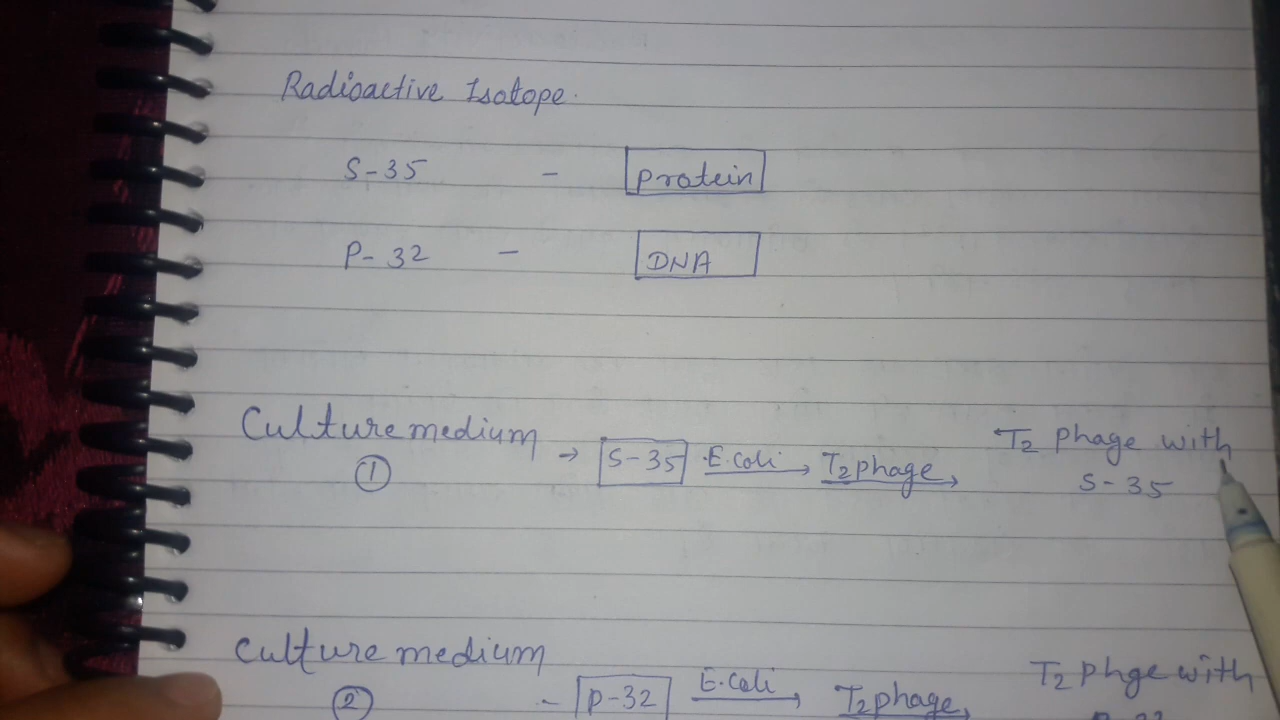 Radioactive Isotope.
S-35 - protein
P-32 - DNA
Culture medium → S-35 E.coli → T2 phage → T2 phage with
① S-35
Culture medium
② - p-32 E.coli → T2 phage → T2 phge with